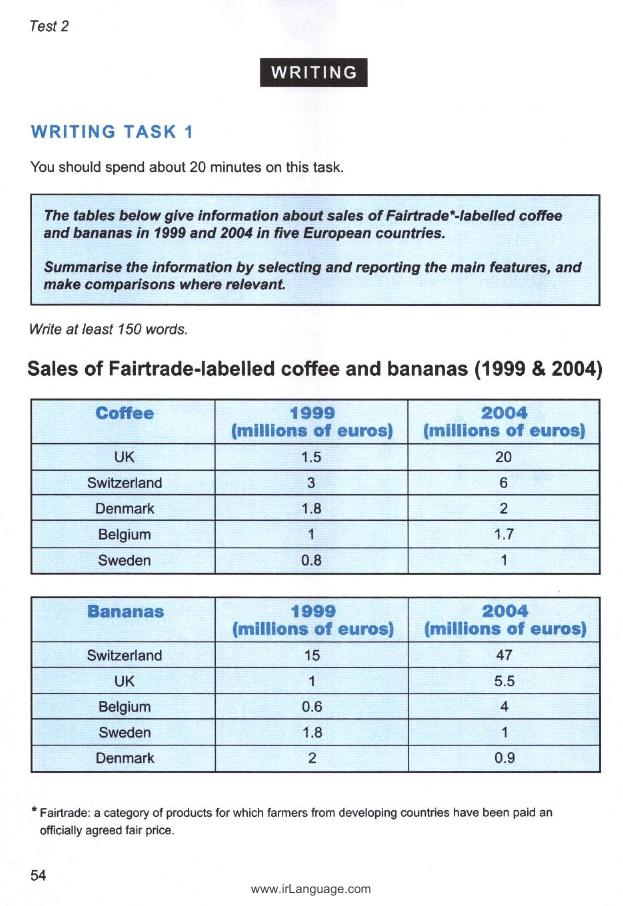 Test 2
WRITING
WRITING TASK 1
You should spend about 20 minutes on this task.
The tables below give information about sales of Fairtrade*-labelled coffee
and bananas in 1999 and 2004 in five European countries.
Summarise the information by selecting and reporting the main features, and
make comparisons where relevant.
Write at least 150 words.
Sales of Fairtrade-labelled coffee and bananas (1999 & 2004)
Coffee 1999 2004
(millions of euros) (millions of euros)
UK 1.5 20
Switzerland 3 6
Denmark 1.8 2
Belgium 1 1.7
Sweden 0.8 1
Bananas 1999 2004
(millions of euros) (millions of euros)
Switzerland 15 47
UK 1 5.5
Belgium 0.6 4
Sweden 1.8 1
Denmark 2 0.9
* Fairtrade: a category of products for which farmers from developing countries have been paid an
officially agreed fair price.
54
www.irLanguage.com